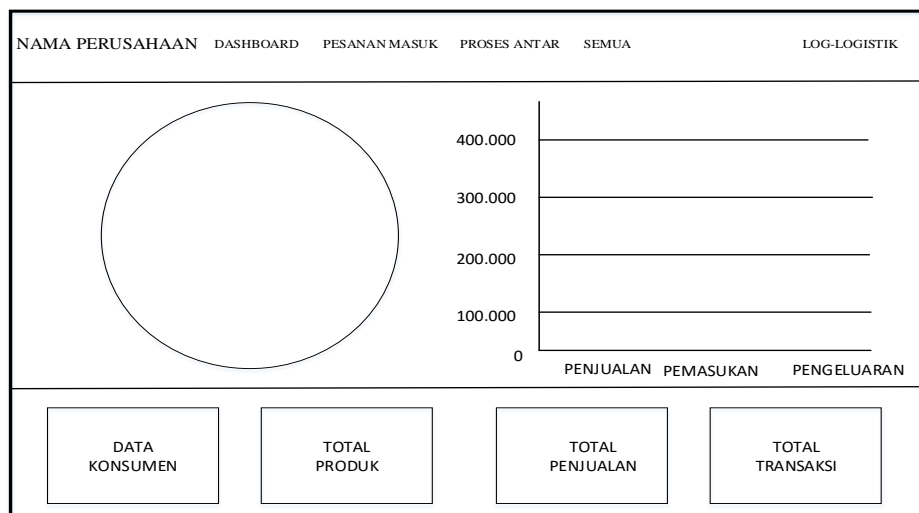 NAMA PERUSAHAAN DASHBOARD PESANAN MASUK PROSES ANTAR SEMUA LOG-LOGISTIK
400.000
300.000
200.000
100.000
0
PENJUALAN PEMASUKAN PENGELUARAN
DATA
KONSUMEN
TOTAL
PRODUK
TOTAL
PENJUALAN
TOTAL
TRANSAKSI